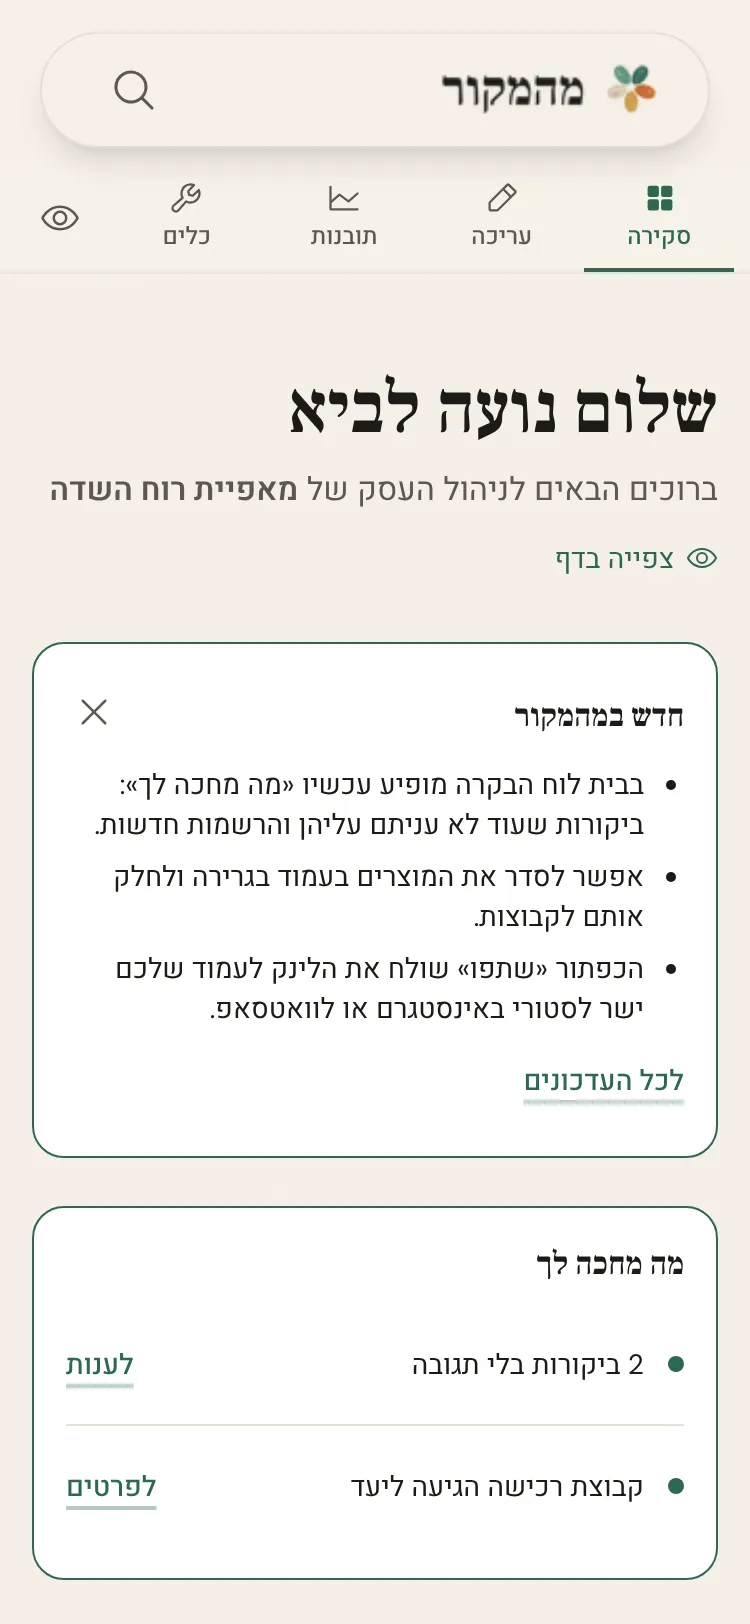 מהמקור
סקירה
עריכה
תובנות
כלים
שלום נועה לביא
ברוכים הבאים לניהול העסק של מאפיית רוח השדה
צפייה בדף
חדש במהמקור
בבית לוח הבקרה מופיע עכשיו «מה מחכה לך»:
ביקורות שעוד לא עניתם עליהן והרשמות חדשות.
אפשר לסדר את המוצרים בעמוד בגרירה ולחלק
אותם לקבוצות.
הכפתור «שתפו» שולח את הלינק לעמוד שלכם
ישר לסטורי באינסטגרם או לוואטסאפ.
לכל העדכונים
מה מחכה לך
2 ביקורות בלי תגובה
לענות
קבוצת רכישה הגיעה ליעד
לפרטים